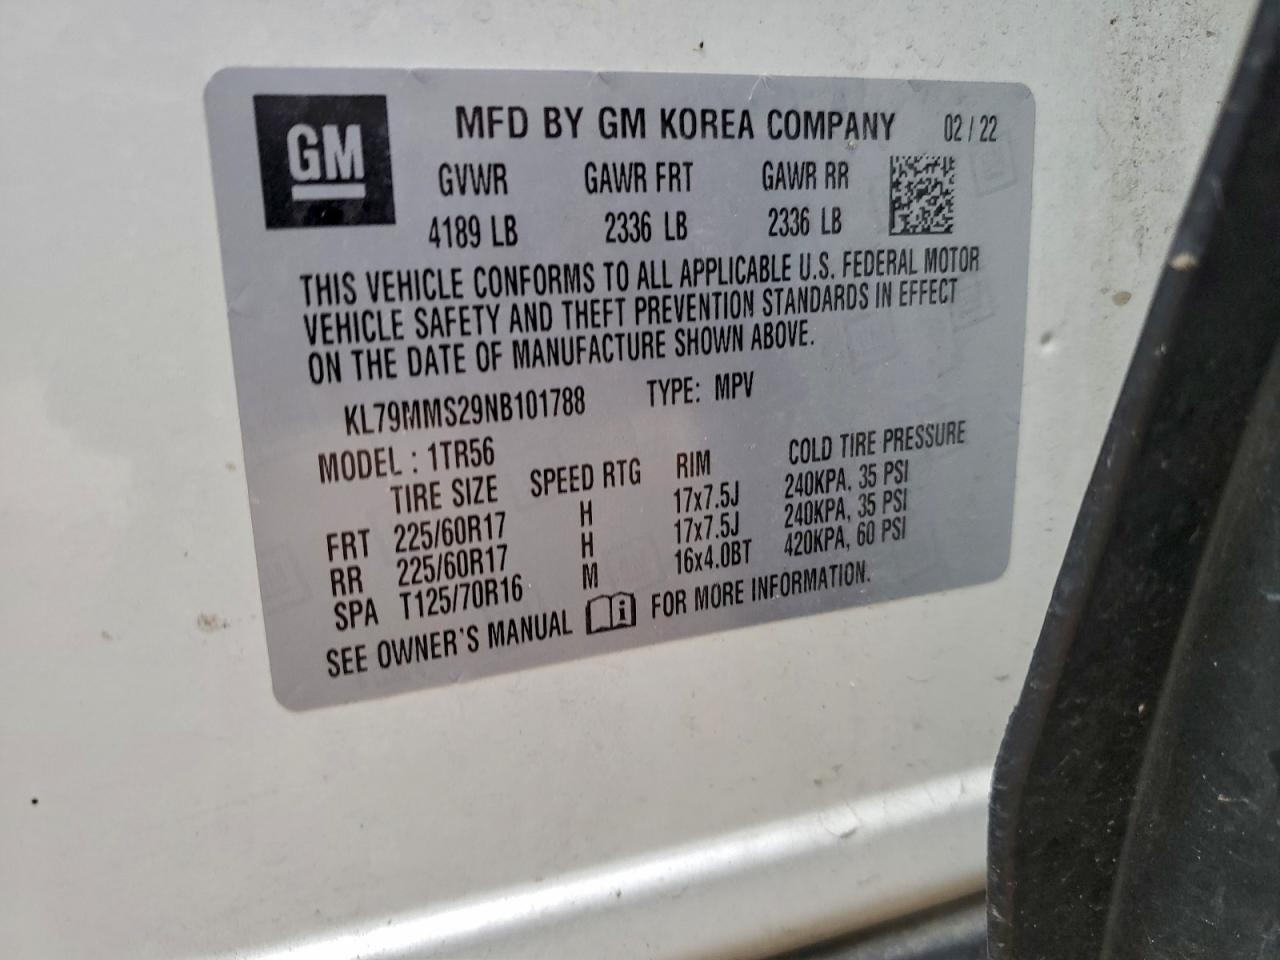 GM
MFD BY GM KOREA COMPANY 02 / 22
GVWR GAWR FRT GAWR RR
4189 LB 2336 LB 2336 LB
THIS VEHICLE CONFORMS TO ALL APPLICABLE U.S. FEDERAL MOTOR
VEHICLE SAFETY AND THEFT PREVENTION STANDARDS IN EFFECT
ON THE DATE OF MANUFACTURE SHOWN ABOVE.
KL79MMS29NB101788 TYPE: MPV
MODEL : 1TR56
TIRE SIZE SPEED RTG RIM COLD TIRE PRESSURE
FRT 225/60R17 H 17x7.5J 240KPA. 35 PSI
RR 225/60R17 H 17x7.5J 240KPA, 35 PSI
SPA T125/70R16 M 16x4.0BT 420KPA, 60 PSI
SEE OWNER'S MANUAL i FOR MORE INFORMATION.